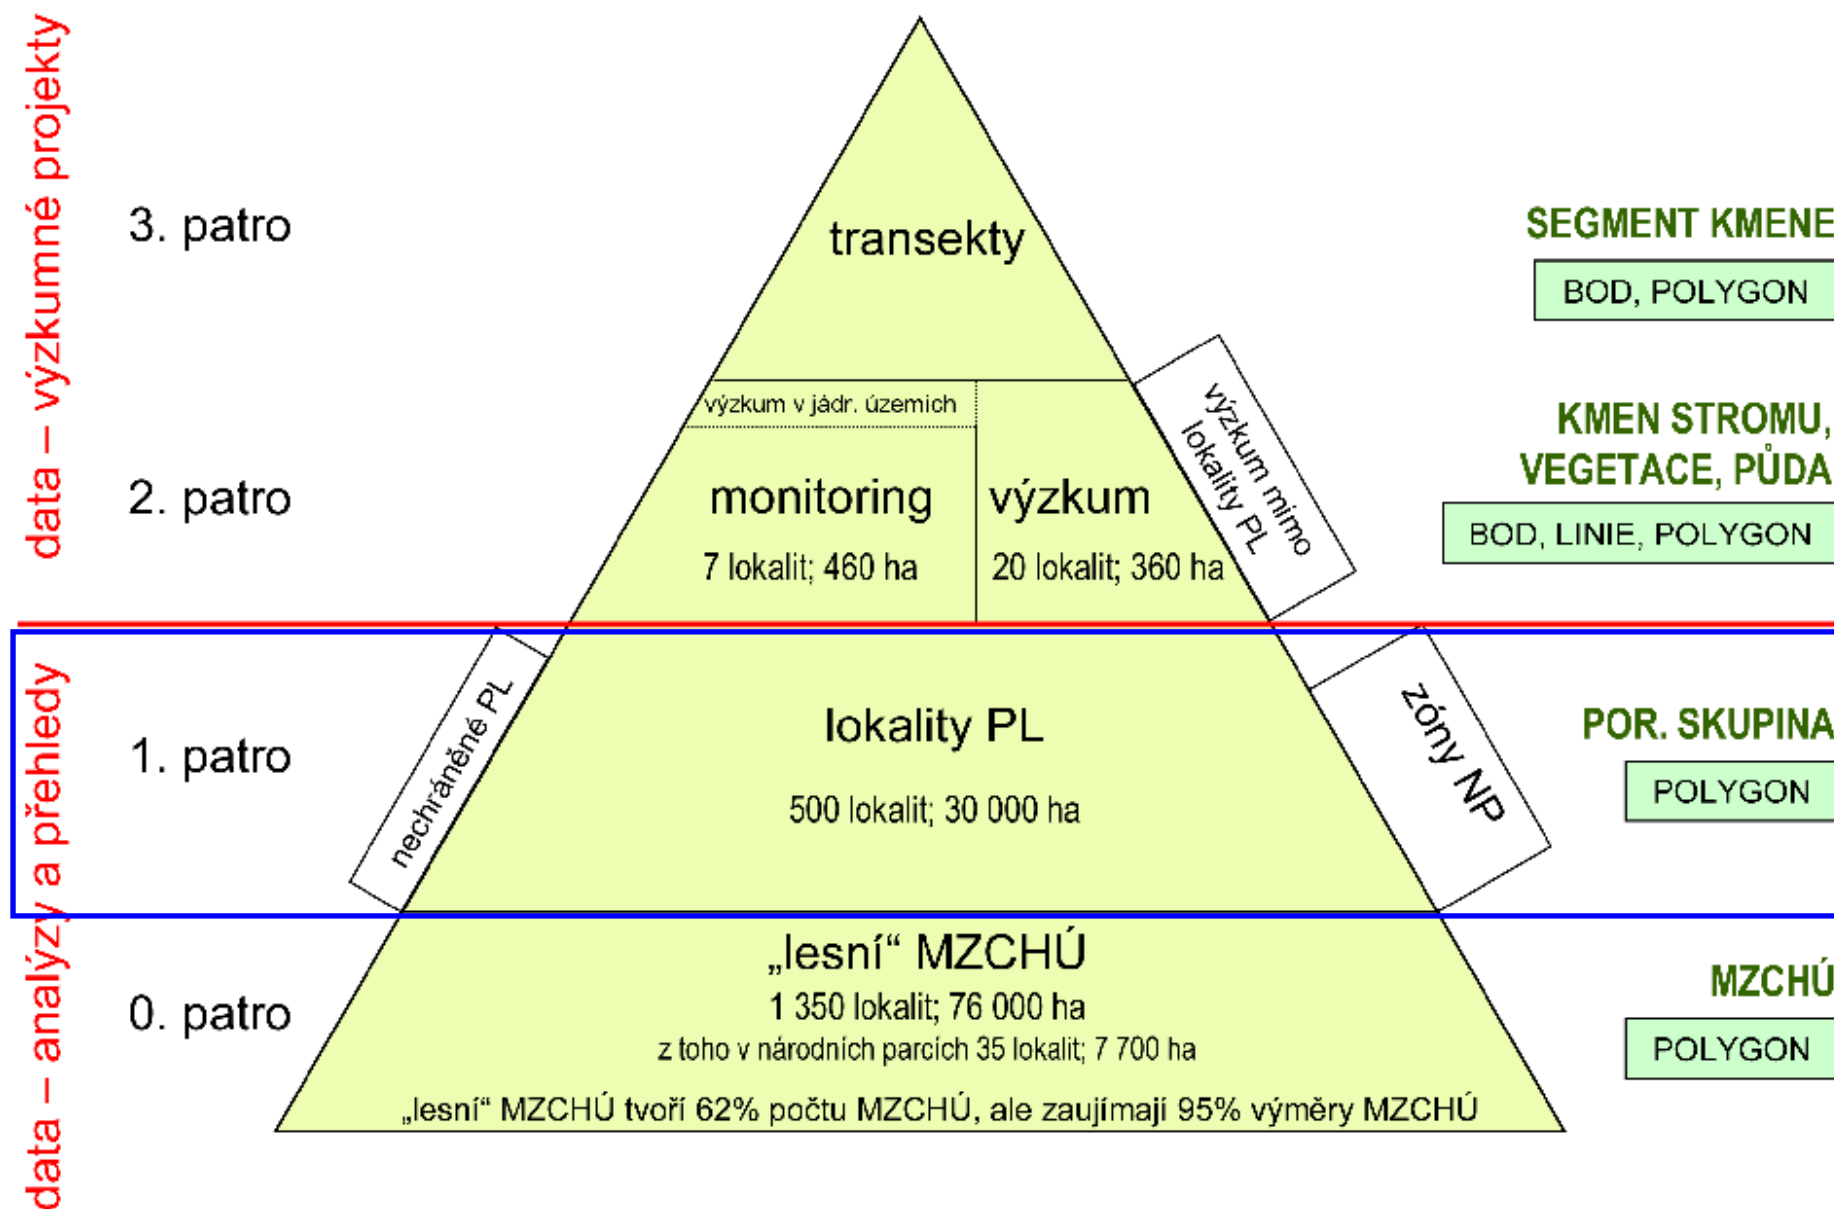 data – výzkumné projekty
3. patro
transekty
SEGMENT KMENE
BOD, POLYGON
2. patro
výzkum v jádr. územich
monitoring
7 lokalit; 460 ha
výzkum
20 lokalit; 360 ha
výzkum mimo
lokality PL
KMEN STROMU,
VEGETACE, PŮDA
BOD, LINIE, POLYGON
data – analýzy a přehledy
1. patro
nechráněné PL
lokality PL
500 lokalit; 30 000 ha
zóny NP
POR. SKUPINA
POLYGON
0. patro
„lesní“ MZCHÚ
1 350 lokalit; 76 000 ha
z toho v národních parcích 35 lokalit; 7 700 ha
„lesní“ MZCHÚ tvoří 62% počtu MZCHÚ, ale zaujímají 95% výměry MZCHÚ
MZCHÚ
POLYGON